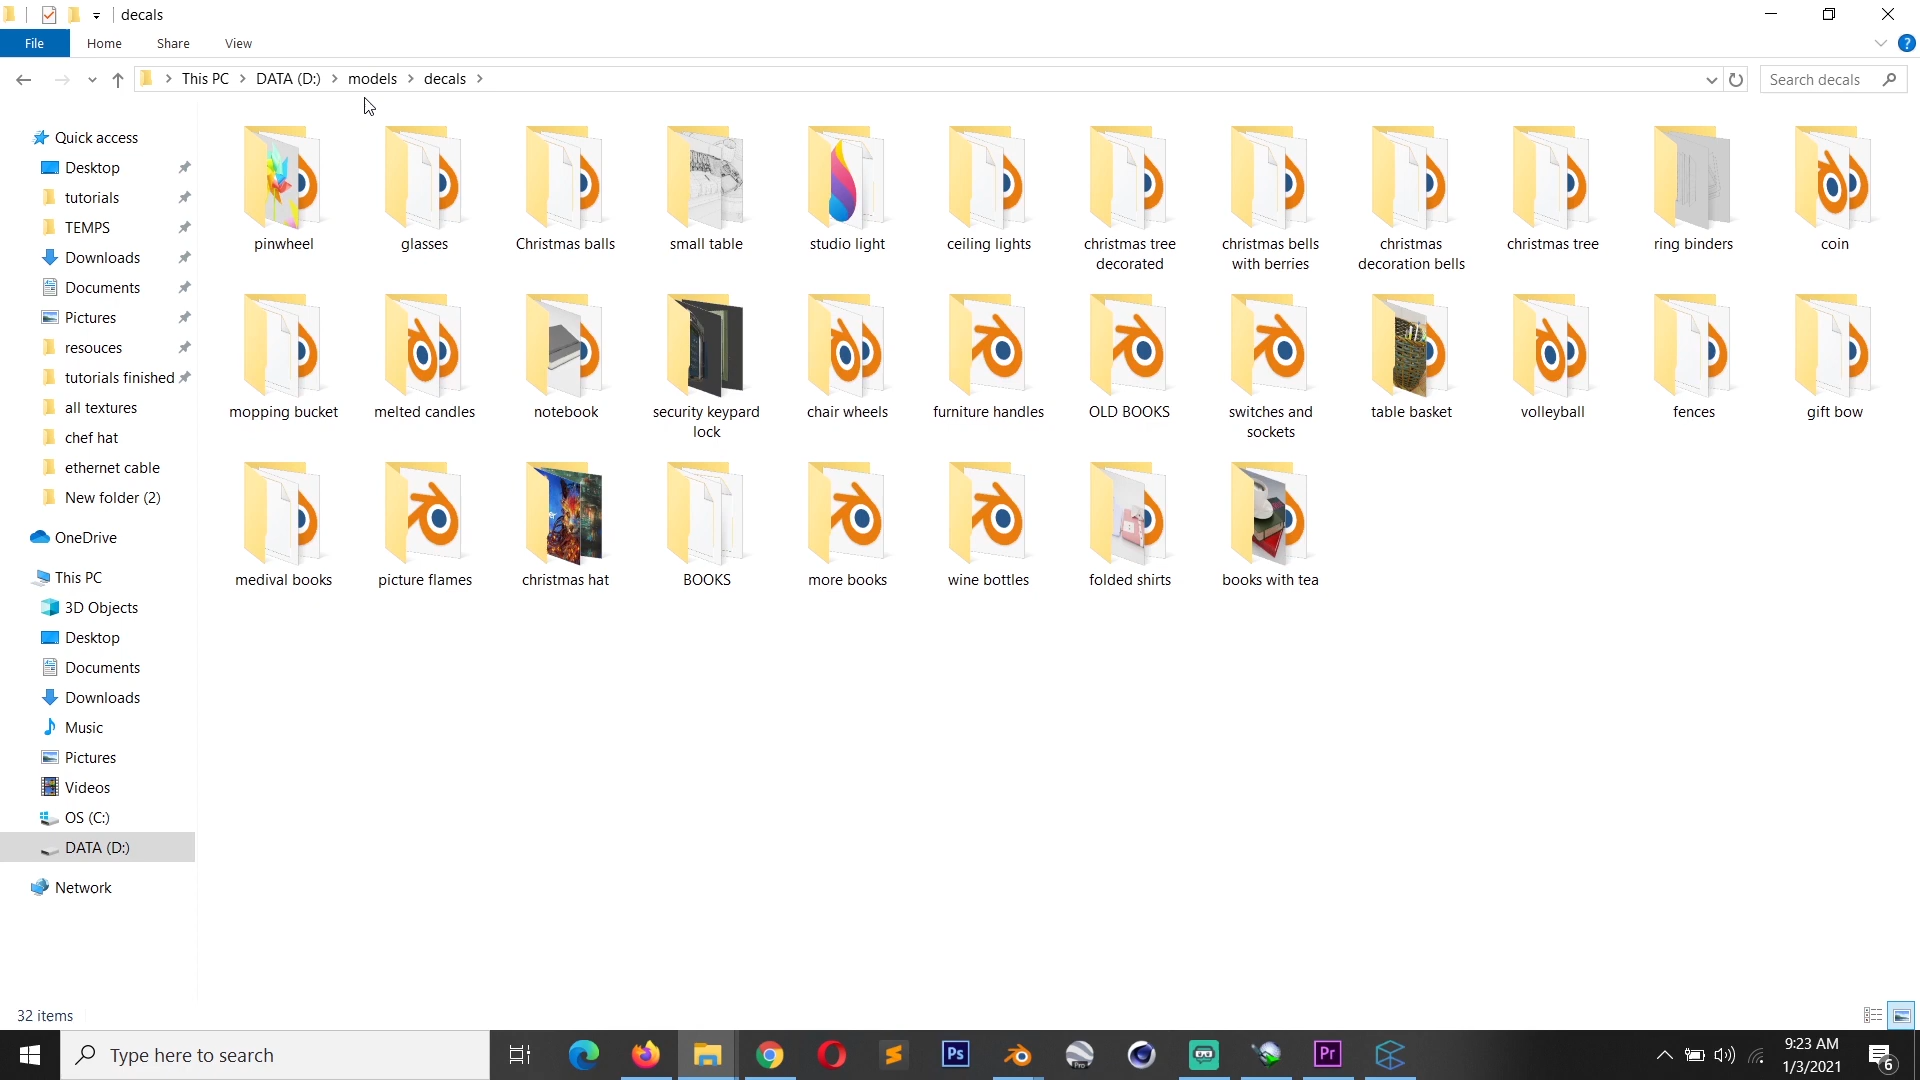 decals
File Home Share View
This PC DATA (D:) models decals
Search decals
Quick access
Desktop
tutorials
TEMPS
Downloads
Documents
Pictures
resouces
tutorials finished
all textures
chef hat
ethernet cable
New folder (2)
OneDrive
This PC
3D Objects
Desktop
Documents
Downloads
Music
Pictures
Videos
OS (C:)
DATA (D:)
Network
pinwheel
glasses
Christmas balls
small table
studio light
ceiling lights
christmas tree
decorated
christmas bells
with berries
christmas
decoration bells
christmas tree
ring binders
coin
mopping bucket
melted candles
notebook
security keypard
lock
chair wheels
furniture handles
OLD BOOKS
switches and
sockets
table basket
volleyball
fences
gift bow
medival books
picture flames
christmas hat
BOOKS
more books
wine bottles
folded shirts
books with tea
32 items
Type here to search
Ps
Pro
Pr
9:23 AM
1/3/2021
6